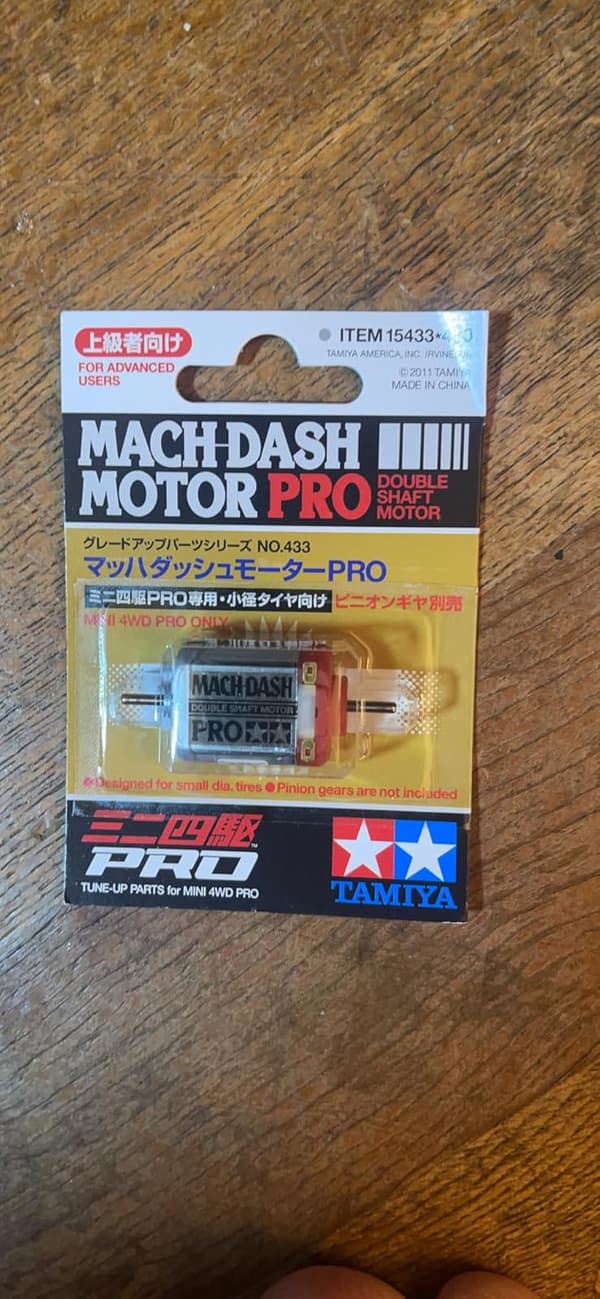 上級者向け
FOR ADVANCED
USERS
ITEM 15433
TAMIYA AMERICA, INC. IRVINE
©2011 TAMIYA
MADE IN CHINA
MACH-DASH
MOTOR PRO
DOUBLE
SHAFT
MOTOR
グレードアップパーツシリーズ NO.433
マッハダッシュモーターPRO
ミニ四駆PRO専用・小径タイヤ向け ピニオンギヤ別売
MINI 4WD PRO ONLY
MACH-DASH
DOUBLE SHAFT MOTOR
PRO
●Designed for small dia. tires ●Pinion gears are not included
ミニ四駆
PRO
TM
TUNE-UP PARTS for MINI 4WD PRO
TAMIYA